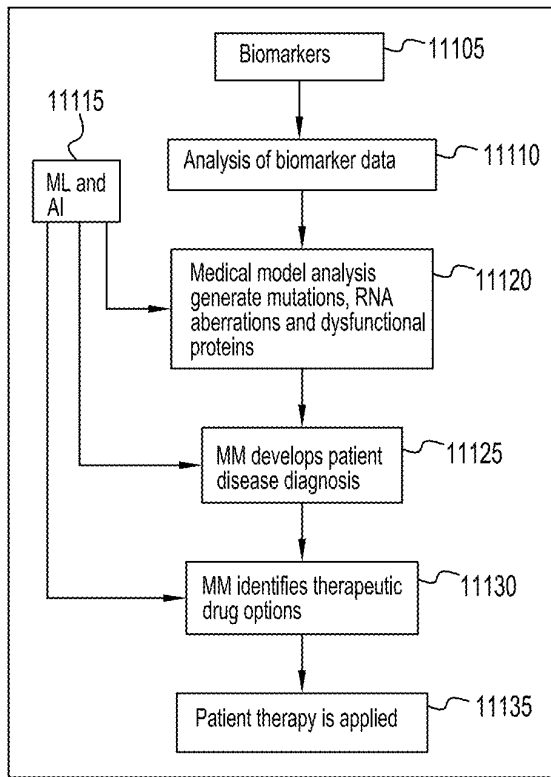 Biomarkers
11105
11115
Analysis of biomarker data
11110
ML and
AI
Medical model analysis
generate mutations, RNA
aberrations and dysfunctional
proteins
11120
MM develops patient
disease diagnosis
11125
MM identifies therapeutic
drug options
11130
Patient therapy is applied
11135